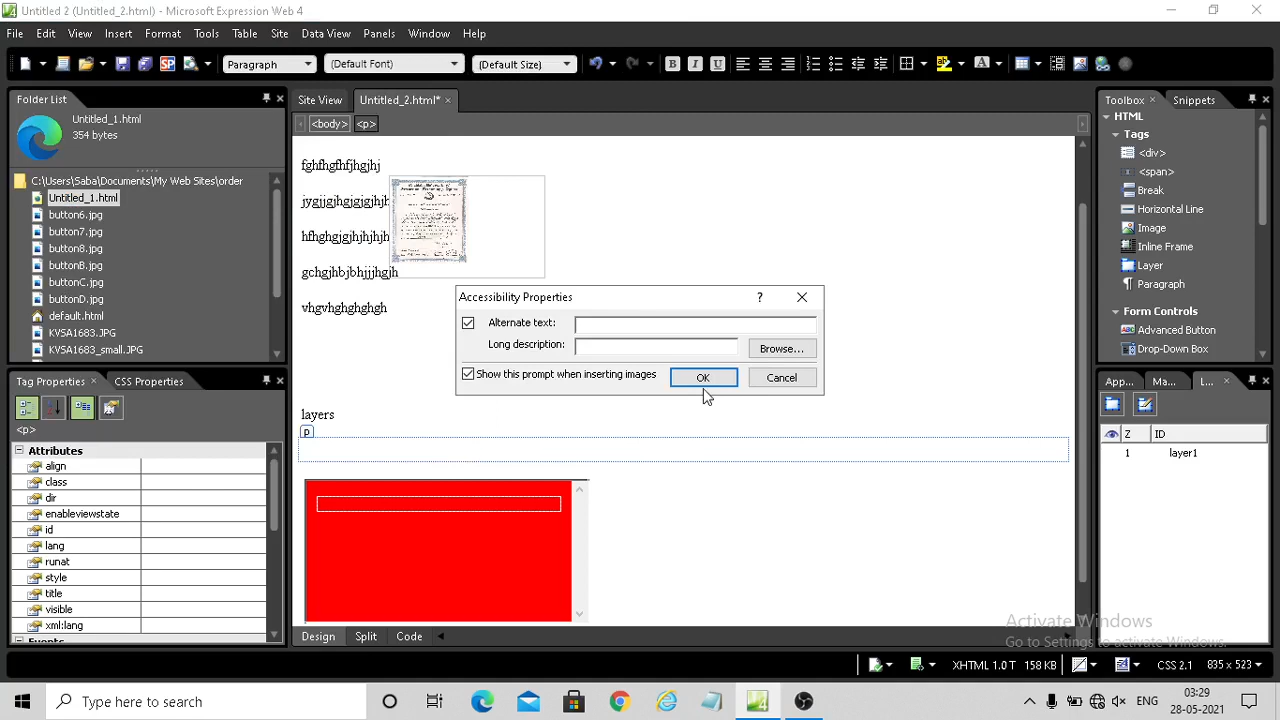 Untitled 2 (Untitled_2.html*) - Microsoft Expression Web 4
File Edit View Insert Format Tools Table Site Data View Panels Window Help
Paragraph (Default Font) (Default Size) B I U A
Folder List
Untitled_1.html
354 bytes
C:\Users\Saba\Documents\My Web Sites\order
Untitled_1.html
button6.jpg
button7.jpg
button8.jpg
buttonB.jpg
buttonC.jpg
buttonD.jpg
default.html
KVSA1683.JPG
KVSA1683_small.JPG
Tag Properties CSS Properties
<p>
Attributes
align
class
dir
enableviewstate
id
lang
runat
style
title
visible
xml:lang
Events
Site View Untitled_2.html*
<body> <p>
fghfhgfhfjhgjhj
jygjjgjhgjgjgjhjh
hfhghgjgjhjhjhjh
gchgjhbjbhjjjhgjh
vhgvhghghghgh
Accessibility Properties ?
Alternate text:
Long description:
Browse...
Show this prompt when inserting images
OK Cancel
layers
p
Design Split Code
Toolbox Snippets
HTML
Tags
<div>
<span>
Break
Horizontal Line
Image
Inline Frame
Layer
Paragraph
Form Controls
Advanced Button
Drop-Down Box
App... Ma... L...
Z ID
1 layer1
Activate Windows
Go to Settings to activate Windows.
XHTML 1.0 T 158 KB CSS 2.1 835 x 523
Type here to search
ENG
03:29
28-05-2021